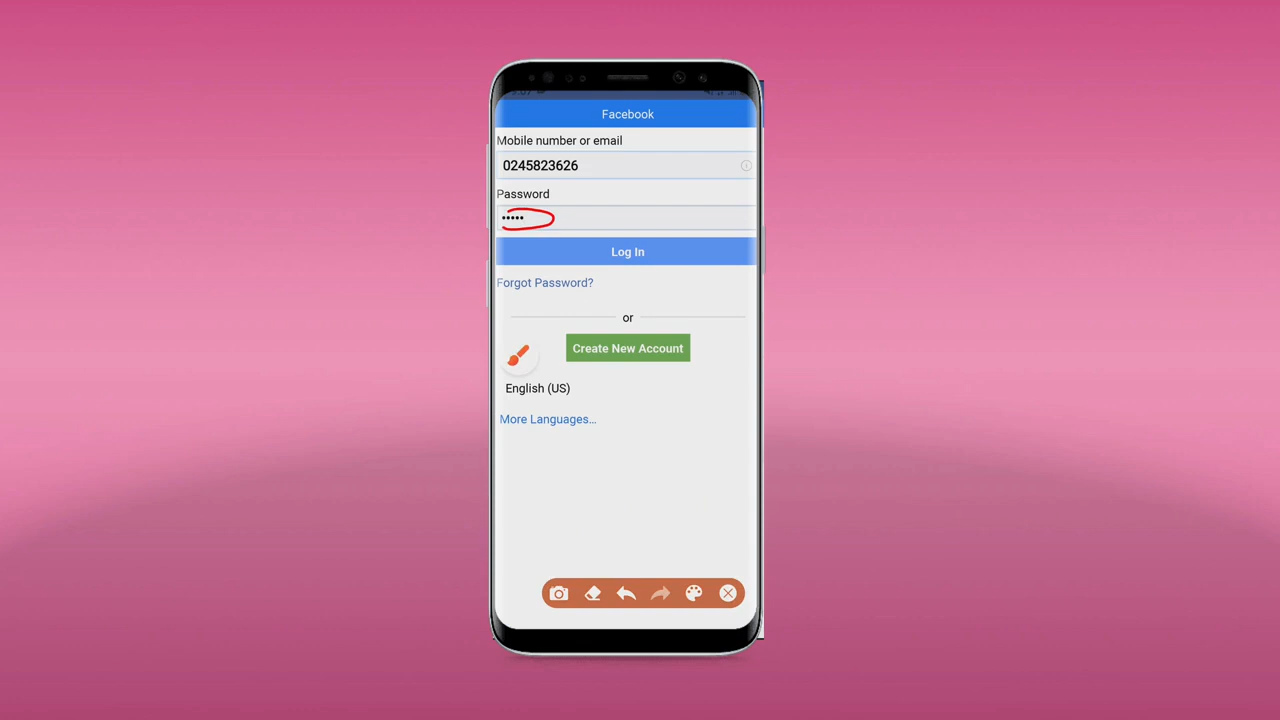 Facebook
Mobile number or email
0245823626
Password
•••••
Log In
Forgot Password?
or
Create New Account
English (US)
More Languages...